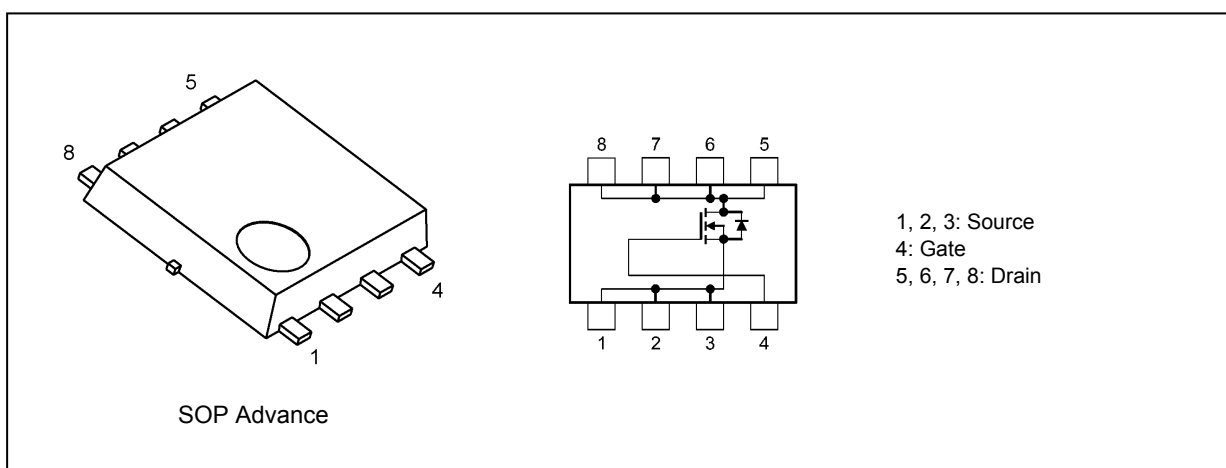 5
8
4
1
SOP Advance
8 7 6 5
1 2 3 4
1, 2, 3: Source
4: Gate
5, 6, 7, 8: Drain